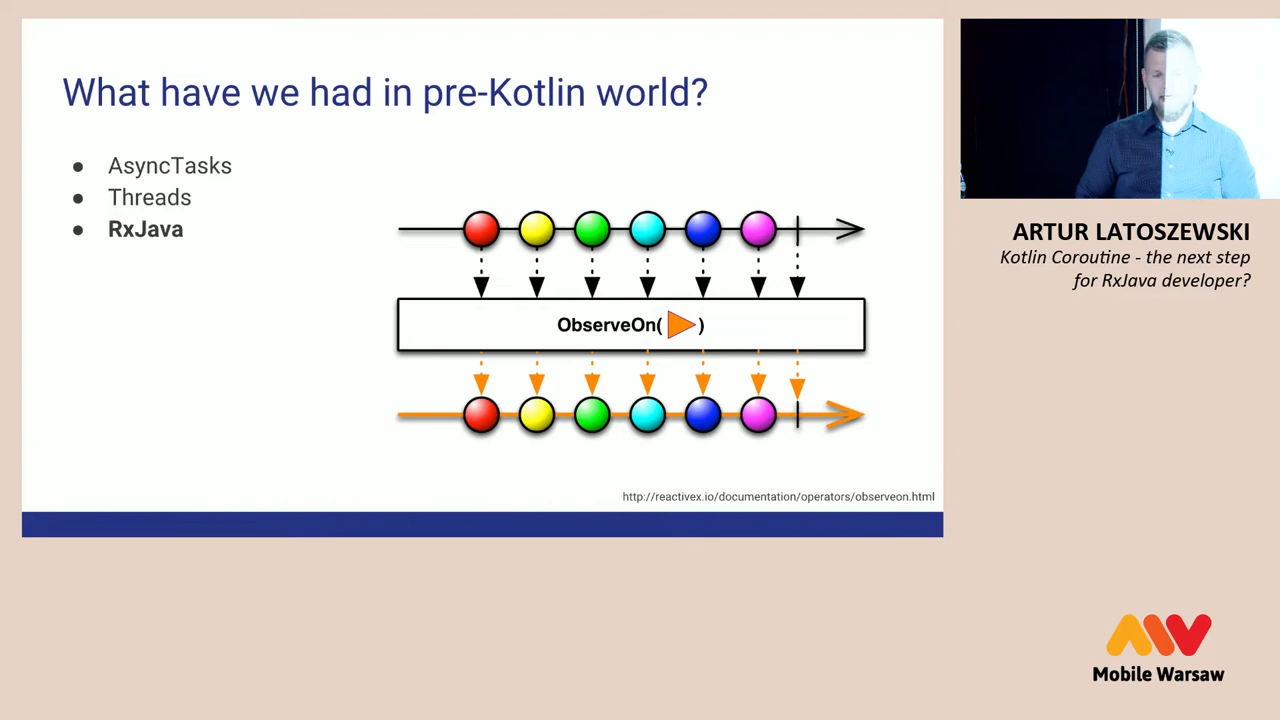 What have we had in pre-Kotlin world?
● AsyncTasks
● Threads
● RxJava
ObserveOn( )
http://reactivex.io/documentation/operators/observeon.html
ARTUR LATOSZEWSKI
Kotlin Coroutine - the next step
for RxJava developer?
Mobile Warsaw